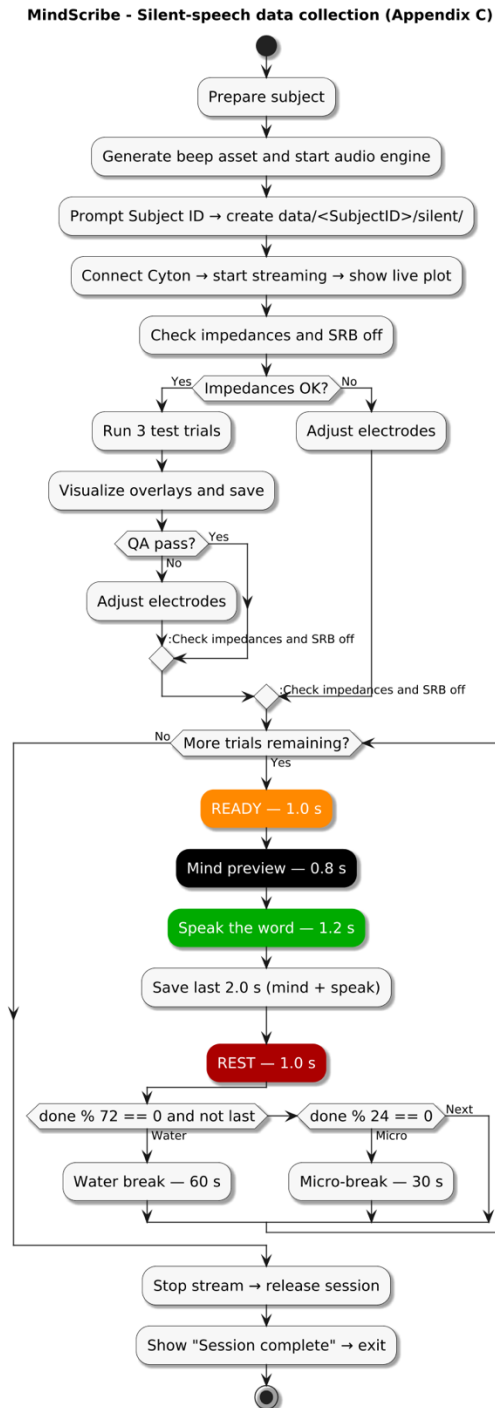 MindScribe - Silent-speech data collection (Appendix C)
Prepare subject
Generate beep asset and start audio engine
Prompt Subject ID → create data/<SubjectID>/silent/
Connect Cyton → start streaming → show live plot
Check impedances and SRB off
Yes
Impedances OK?
No
Run 3 test trials
Adjust electrodes
Visualize overlays and save
QA pass?
Yes
No
Adjust electrodes
:Check impedances and SRB off
:Check impedances and SRB off
No
More trials remaining?
Yes
READY — 1.0 s
Mind preview — 0.8 s
Speak the word — 1.2 s
Save last 2.0 s (mind + speak)
REST — 1.0 s
done % 72 == 0 and not last
done % 24 == 0
Next
Water
Micro
Water break — 60 s
Micro-break — 30 s
Stop stream → release session
Show "Session complete" → exit